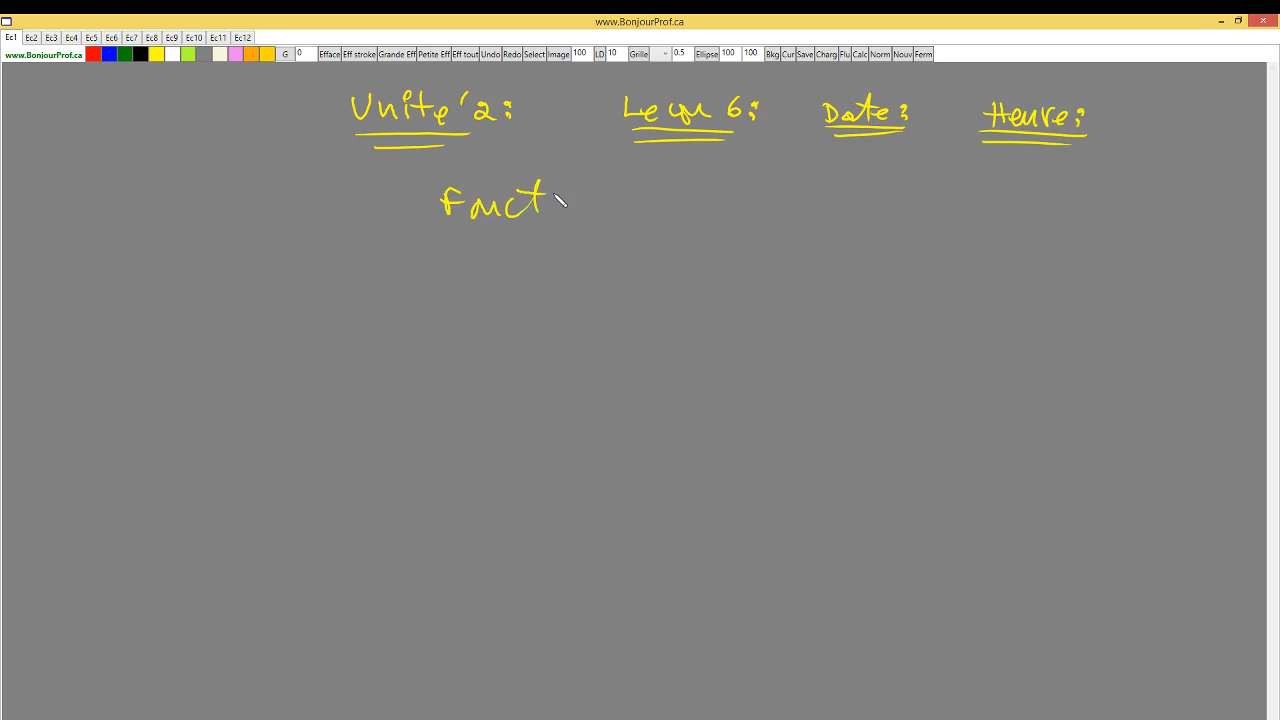 www.BonjourProf.ca
Ec1 Ec2 Ec3 Ec4 Ec5 Ec6 Ec7 Ec8 Ec9 Ec10 Ec11 Ec12
www.BonjourProf.ca G 0 Efface Eff stroke Grande Eff Petite Eff Eff tout Undo Redo Select Image 100 LD 10 Grille 0.5 Ellipse 100 100 Bkg Cur Save Charg Flu Calc Norm Nouv Ferm
Unité 2: Leçon 6: Date: Heure:
Fonct